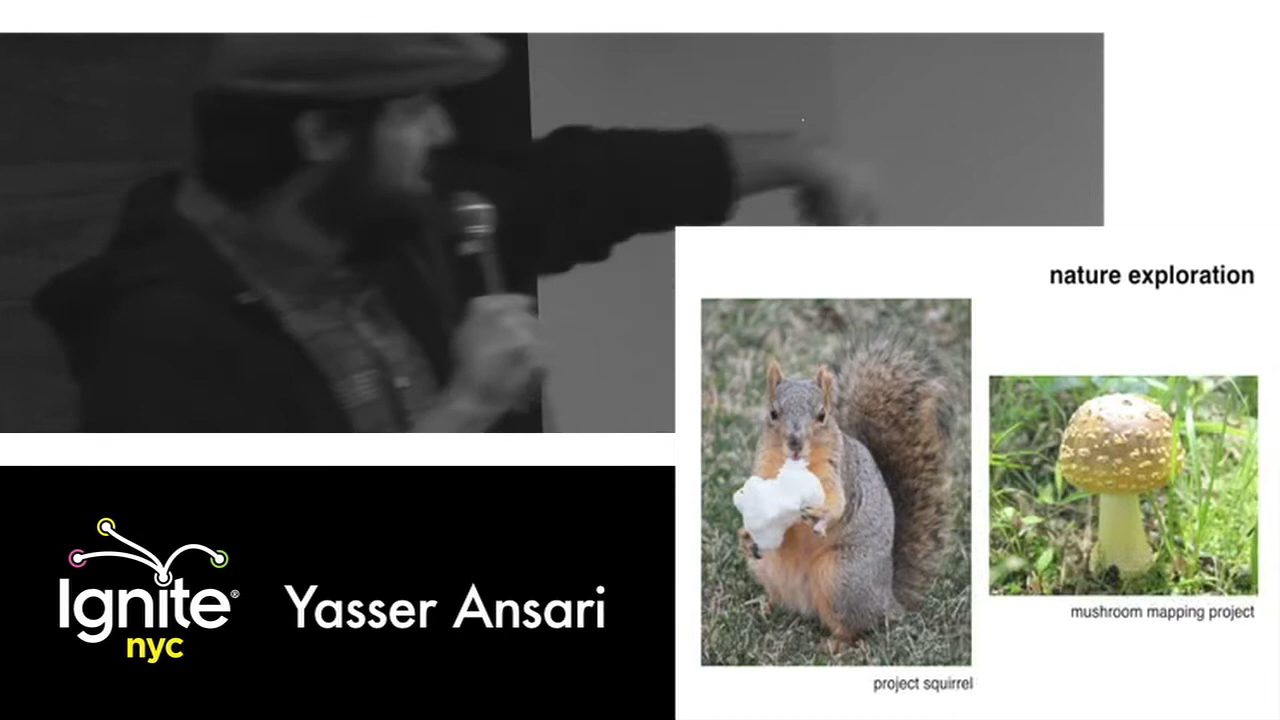 nature exploration
mushroom mapping project
project squirrel
Ignite®
nyc
Yasser Ansari